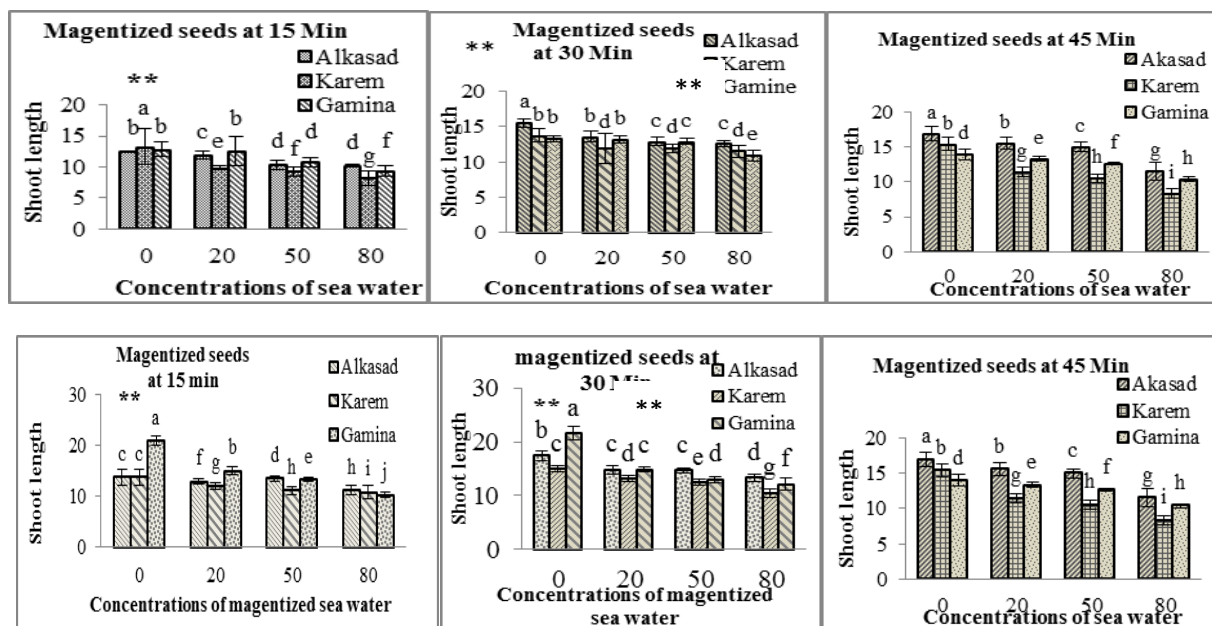 Magentized seeds at 15 Min
Alkasad
Karem
Gamina
**
Shoot length
20
15
10
5
0
b a b
c e b
d f d
d g f
0 20 50 80
Concentrations of sea water
Magentized seeds
at 30 Min
Alkasad
Karem
Gamine
**
**
Shoot length
20
15
10
5
0
a b b
b d b
c d c
c d e
0 20 50 80
Concentrations of sea water
Magentized seeds at 45 Min
Akasad
Karem
Gamina
Shoot length
20
15
10
5
0
a b d
b g e
c h f
g i h
0 20 50 80
Concentrations of sea water
Magentized seeds
at 15 min
Alkasad
Karem
Gamina
**
Shoot length
30
20
10
0
c c a
f g b
d h e
h i j
0 20 50 80
Concentrations of magentized sea water
magentized seeds at
30 Min
Alkasad
Karem
Gamina
**
**
Shoot length
30
20
10
0
b c a
c d c
c e d
d g f
0 20 50 80
Concentrations of magentized
sea water
Magentized seeds at 45 Min
Akasad
Karem
Gamina
Shoot length
20
15
10
5
0
a b d
b g e
c h f
g i h
0 20 50 80
Concentrations of sea water